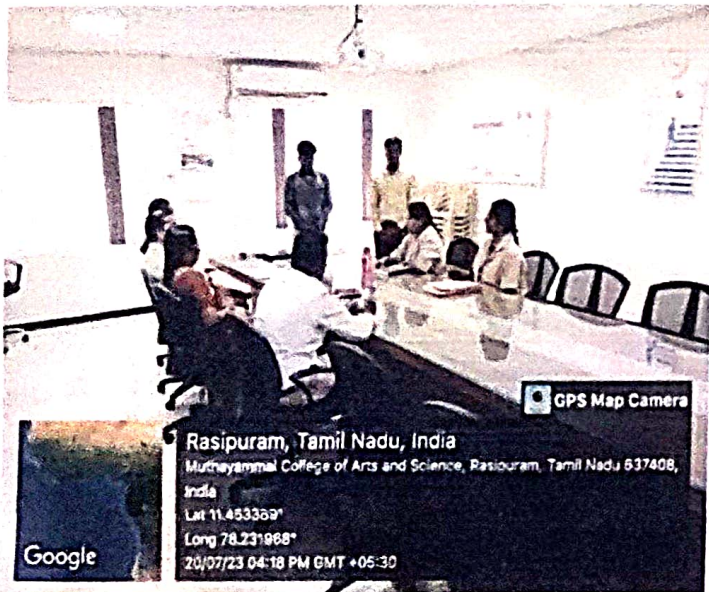 GPS Map Camera
Rasipuram, Tamil Nadu, India
Muthayammal College of Arts and Science, Rasipuram, Tamil Nadu 637408,
India
Lat 11.453389°
Long 78.231968°
20/07/23 04:18 PM GMT +05:30
Google